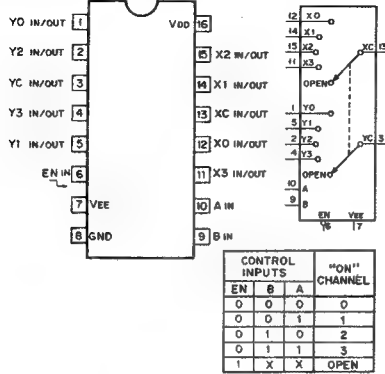 Y0 IN/OUT 1
Y2 IN/OUT 2
YC IN/OUT 3
Y3 IN/OUT 4
Y1 IN/OUT 5
EN IN 6
7 VEE
8 GND
VDD 16
15 X2 IN/OUT
14 X1 IN/OUT
13 XC IN/OUT
12 X0 IN/OUT
11 X3 IN/OUT
10 A IN
9 B IN
12 X0
14 X1
15 X2
11 X3
XC 13
OPEN
1 Y0
5 Y1
2 Y2
4 Y3
YC 3
OPEN
10 A
9 B
EN VEE
6 7
CONTROL INPUTS "ON" CHANNEL
EN B A
0 0 0 0
0 0 1 1
0 1 0 2
0 1 1 3
1 X X OPEN